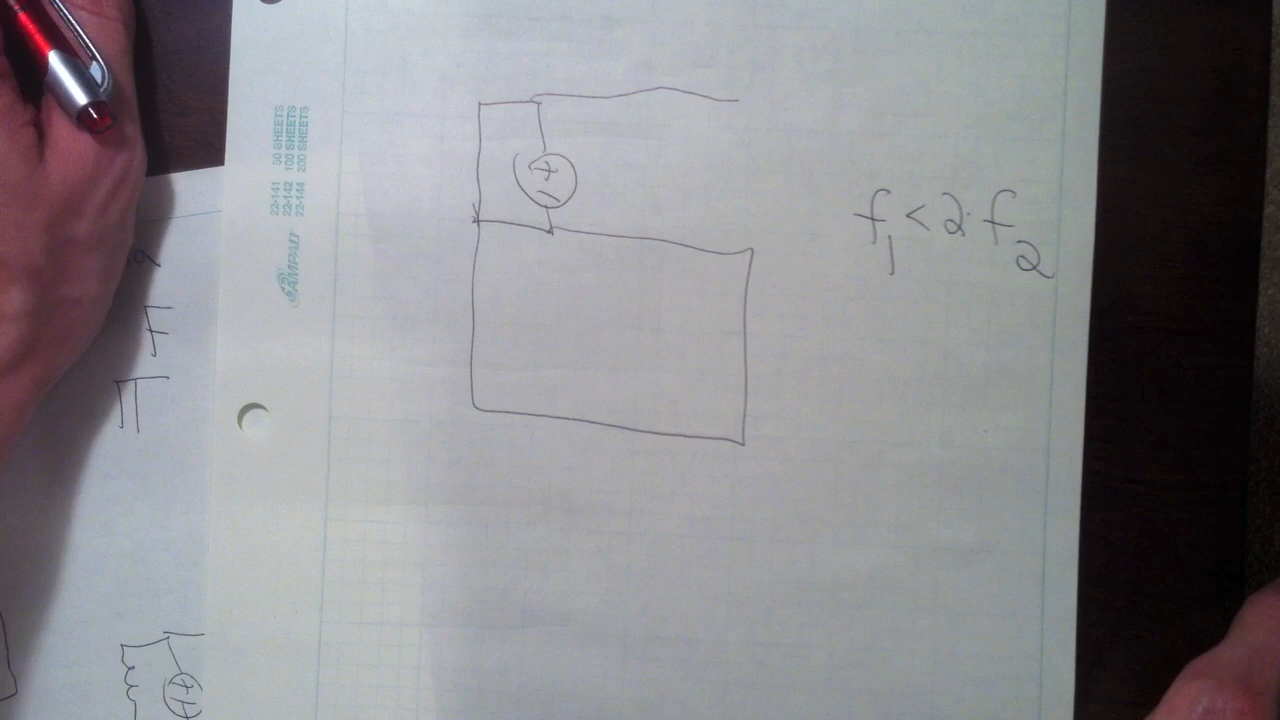 22-141 50 SHEETS
22-142 100 SHEETS
22-144 200 SHEETS
AMPAD
+
-
f₁ < 2 f₂